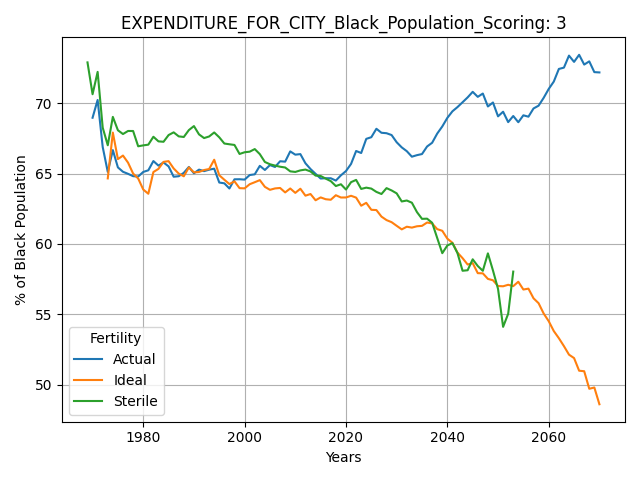 EXPENDITURE_FOR_CITY_Black_Population_Scoring: 3
% of Black Population
70
65
60
55
50
Fertility
Actual
Ideal
Sterile
1980 2000 2020 2040 2060
Years